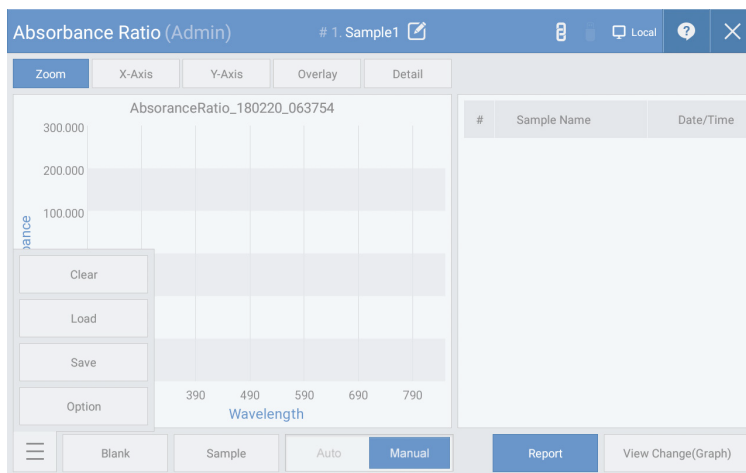 Absorbance Ratio (Admin) # 1. Sample1 Local ?
Zoom X-Axis Y-Axis Overlay Detail
AbsoranceRatio_180220_063754
300.000
200.000
100.000
# Sample Name Date/Time
Clear
Load
Save
Option
390 490 590 690 790
Wavelength
Blank Sample Auto Manual Report View Change(Graph)